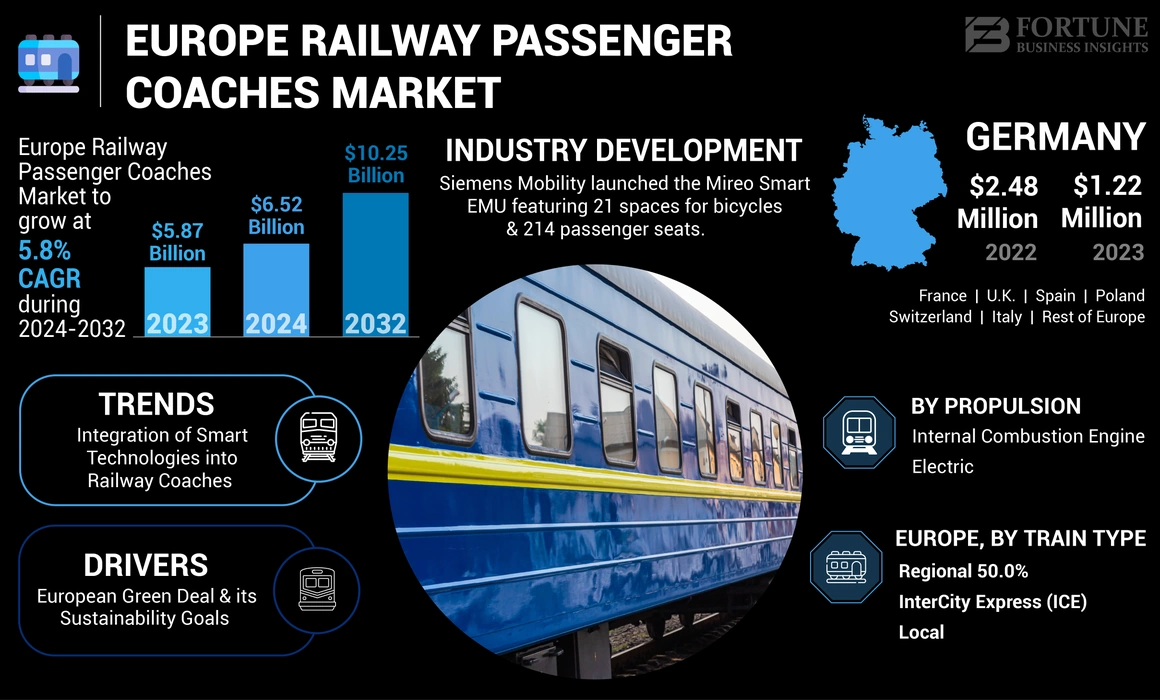 EUROPE RAILWAY PASSENGER
COACHES MARKET
FORTUNE
BUSINESS INSIGHTS
Europe Railway
Passenger Coaches
Market to
grow at
5.8%
CAGR
during
2024-2032
$5.87
Billion
2023
$6.52
Billion
2024
$10.25
Billion
2032
INDUSTRY DEVELOPMENT
Siemens Mobility launched the Mireo Smart
EMU featuring 21 spaces for bicycles
& 214 passenger seats.
GERMANY
$2.48
Million
2022
$1.22
Million
2023
France | U.K. | Spain | Poland
Switzerland | Italy | Rest of Europe
TRENDS
Integration of Smart
Technologies into
Railway Coaches
DRIVERS
European Green Deal & its
Sustainability Goals
BY PROPULSION
Internal Combustion Engine
Electric
EUROPE, BY TRAIN TYPE
Regional 50.0%
InterCity Express (ICE)
Local